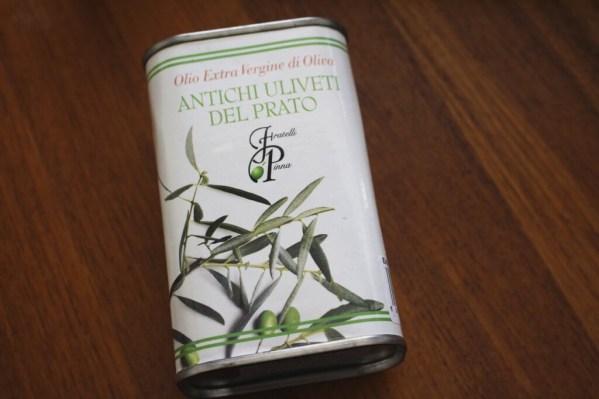 Olio Extra Vergine di Oliva
ANTICHI ULIVETI
DEL PRATO
Fratelli
Pinna